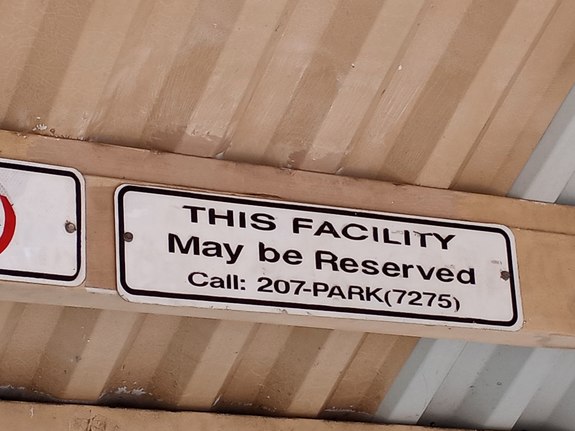 THIS FACILITY
May be Reserved
Call: 207-PARK(7275)